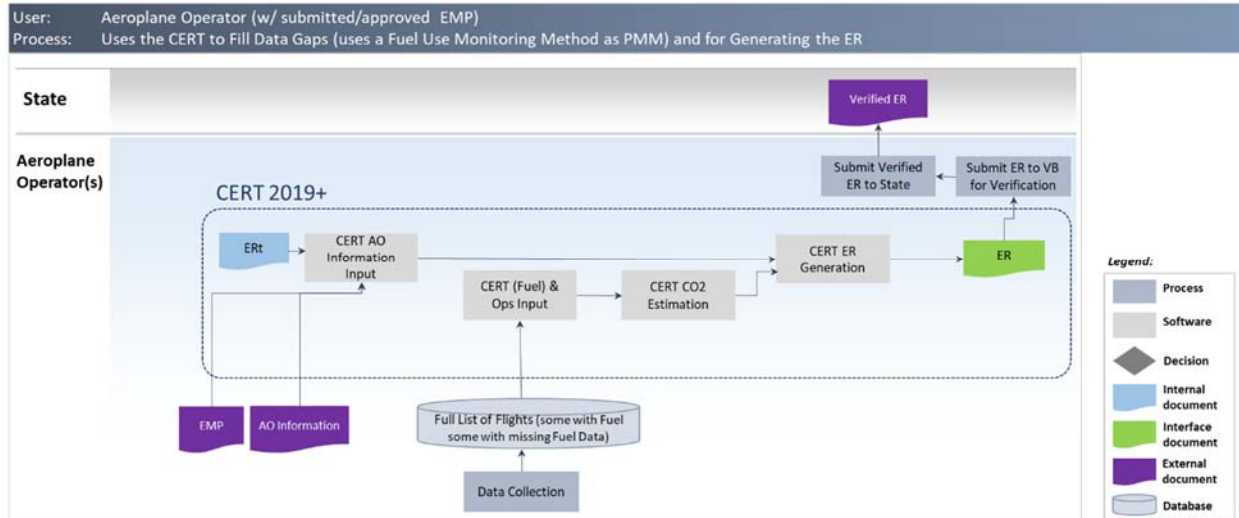 User: Aeroplane Operator (w/ submitted/approved EMP)
Process: Uses the CERT to Fill Data Gaps (uses a Fuel Use Monitoring Method as PMM) and for Generating the ER
State
Verified ER
Aeroplane
Operator(s)
Submit Verified
ER to State
Submit ER to VB
for Verification
CERT 2019+
ERt
CERT AO
Information
Input
CERT ER
Generation
ER
CERT (Fuel) &
Ops Input
CERT CO2
Estimation
EMP
AO Information
Full List of Flights (some with Fuel
some with missing Fuel Data)
Data Collection
Legend:
Process
Software
Decision
Internal
document
Interface
document
External
document
Database